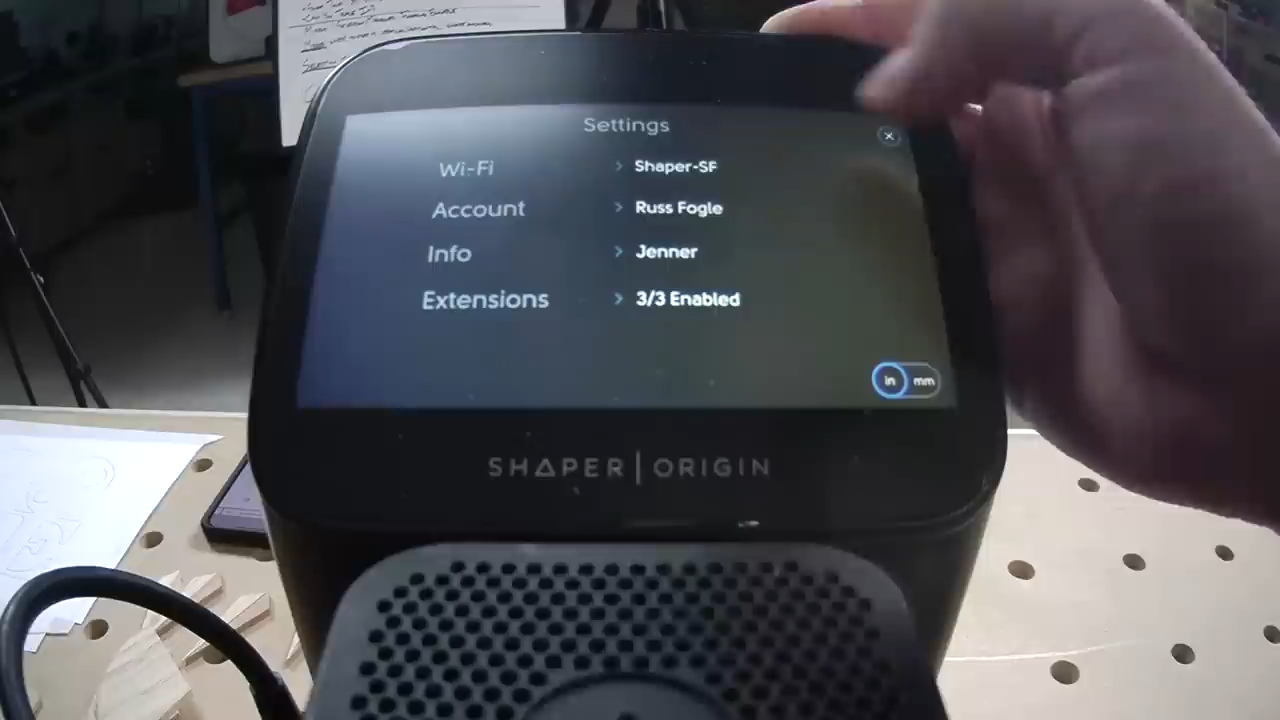 Settings
Wi-Fi > Shaper-SF
Account > Russ Fogle
Info > Jenner
Extensions > 3/3 Enabled
in mm
SHAPER | ORIGIN